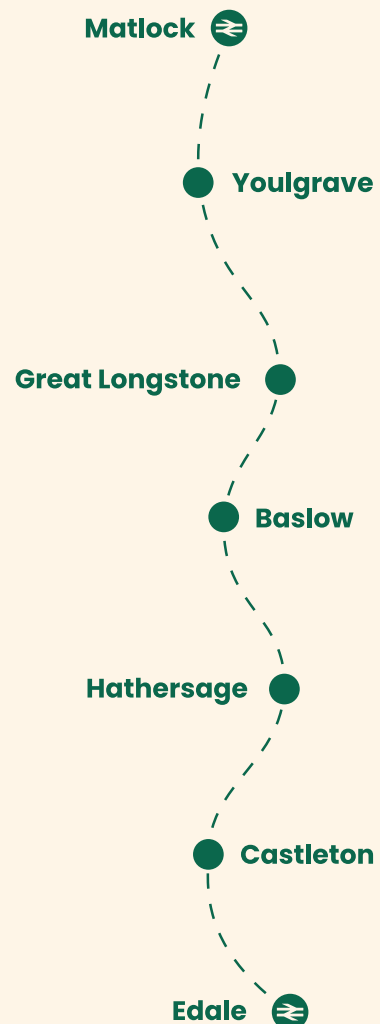 Matlock
Youlgrave
Great Longstone
Baslow
Hathersage
Castleton
Edale